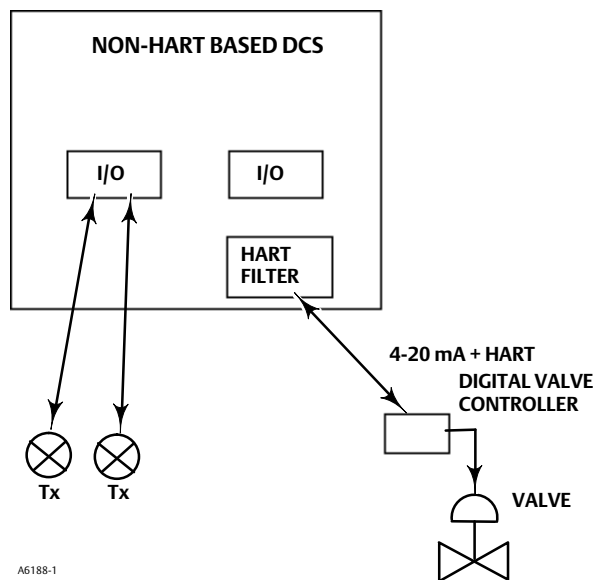 NON-HART BASED DCS
I/O
I/O
HART
FILTER
4-20 mA + HART
DIGITAL VALVE
CONTROLLER
Tx
Tx
VALVE
A6188-1